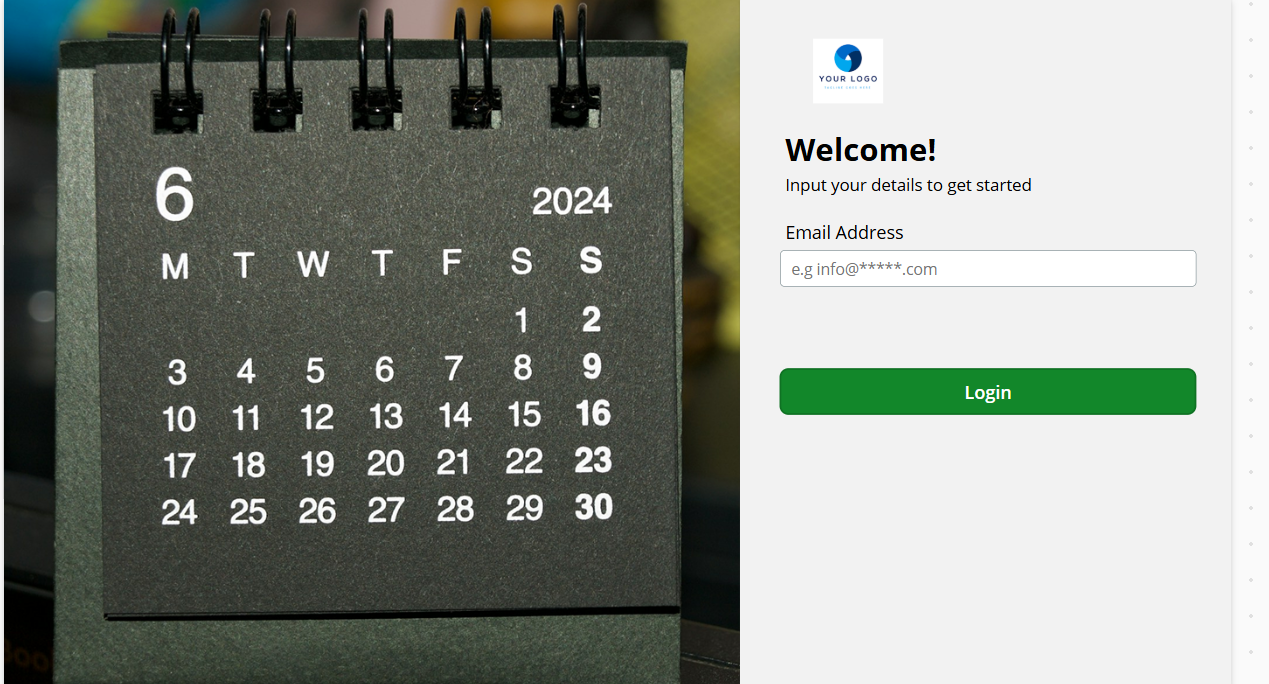 6 2024
M T W T F S S
1 2
3 4 5 6 7 8 9
10 11 12 13 14 15 16
17 18 19 20 21 22 23
24 25 26 27 28 29 30
YOUR LOGO
Welcome!
Input your details to get started
Email Address
e.g info@*****.com
Login